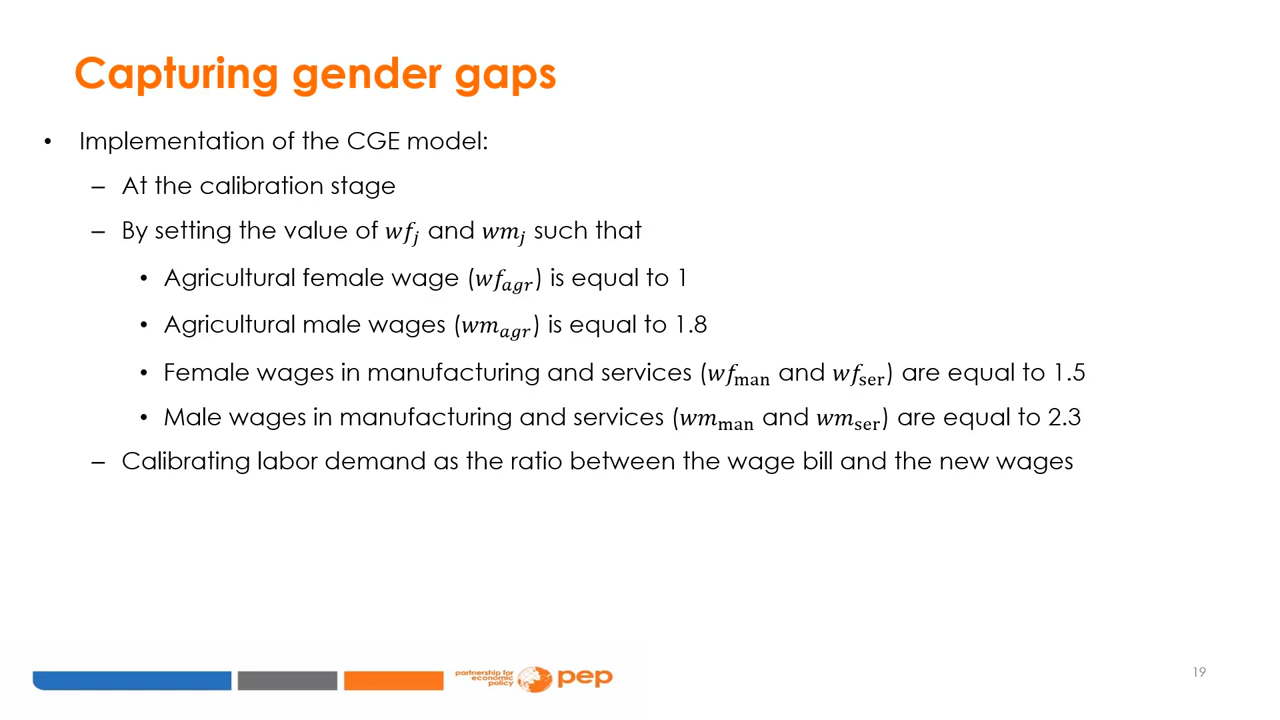 Capturing gender gaps
• Implementation of the CGE model:
– At the calibration stage
– By setting the value of 𝑤𝑓ⱼ and 𝑤𝑚ⱼ such that
• Agricultural female wage (𝑤𝑓_agr) is equal to 1
• Agricultural male wages (𝑤𝑚_agr) is equal to 1.8
• Female wages in manufacturing and services (𝑤𝑓_man and 𝑤𝑓_ser) are equal to 1.5
• Male wages in manufacturing and services (𝑤𝑚_man and 𝑤𝑚_ser) are equal to 2.3
– Calibrating labor demand as the ratio between the wage bill and the new wages
partnership for
economic
policy
pep
19